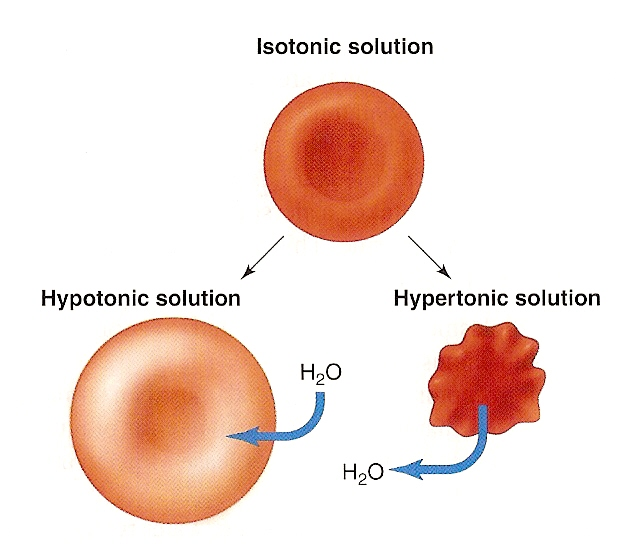 Isotonic solution
Hypotonic solution
Hypertonic solution
H₂O
H₂O